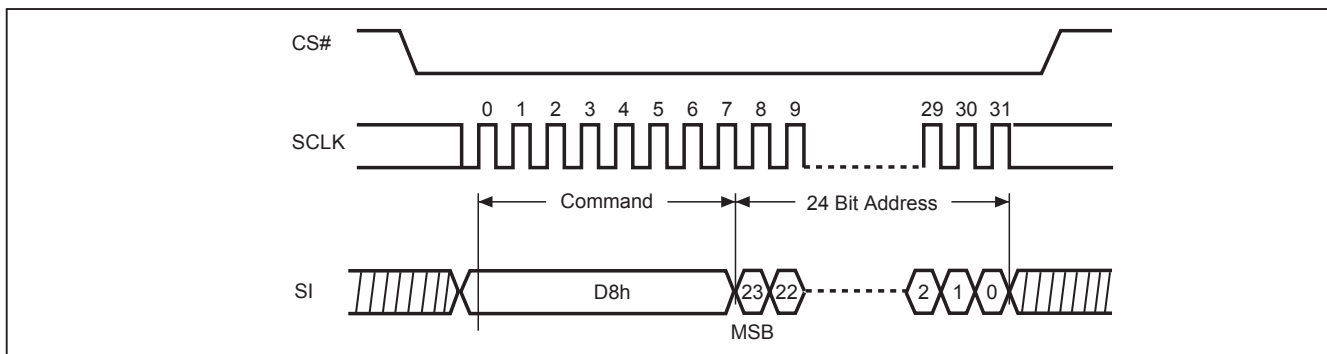 CS#
0 1 2 3 4 5 6 7 8 9 29 30 31
SCLK
Command 24 Bit Address
SI D8h 23 22 2 1 0
MSB